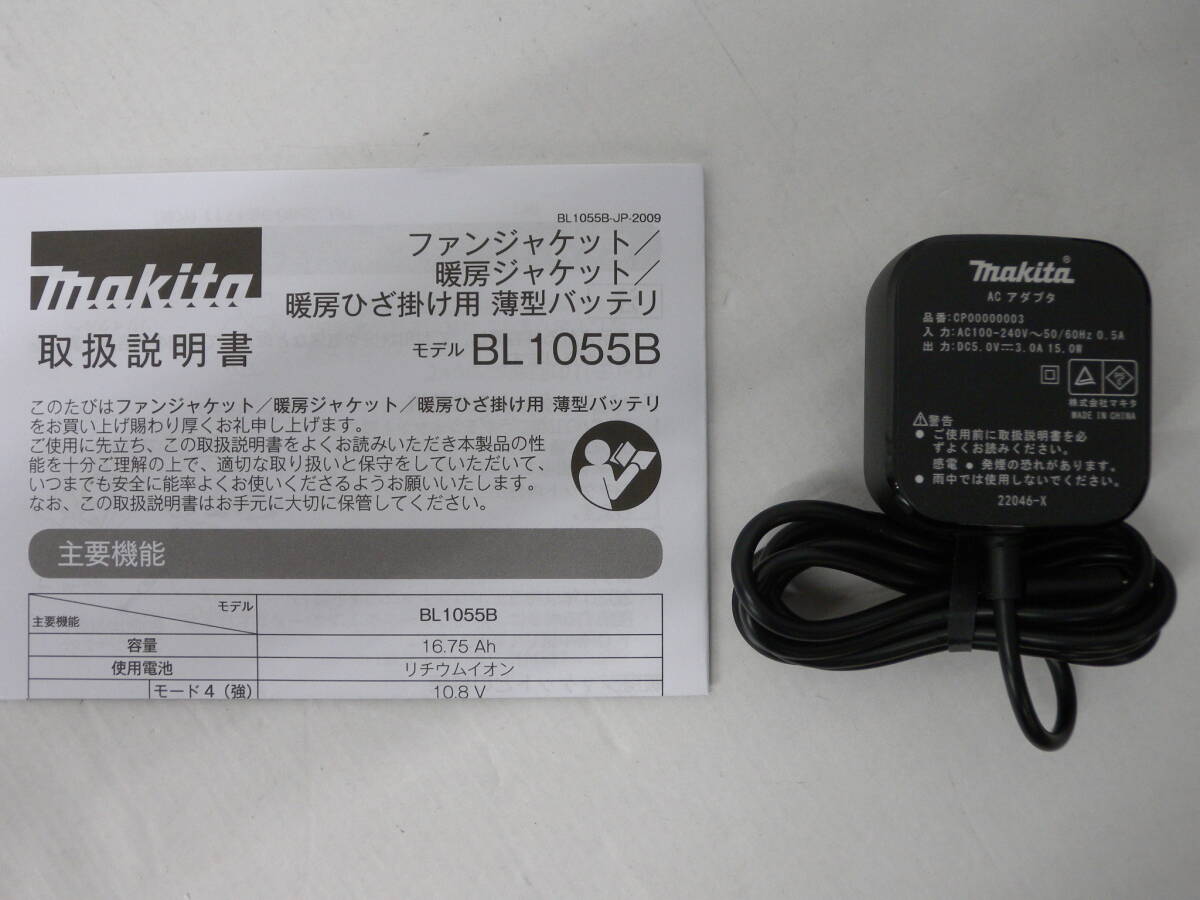 BL1055B-JP-2009
makita
ファンジャケット／
暖房ジャケット／
暖房ひざ掛け用 薄型バッテリ
取扱説明書
モデル BL1055B
このたびはファンジャケット／暖房ジャケット／暖房ひざ掛け用 薄型バッテリ
をお買い上げ賜わり厚くお礼申し上げます。
ご使用に先立ち、この取扱説明書をよくお読みいただき本製品の性
能を十分ご理解の上で、適切な取り扱いと保守をしていただいて、
いつまでも安全に能率よくお使いくださるようお願いいたします。
なお、この取扱説明書はお手元に大切に保管してください。
主要機能
モデル
主要機能
BL1055B
容量 16.75 Ah
使用電池 リチウムイオン
モード４（強） 10.8 V
makita®
AC アダプタ
品番:CP00000003
入力:AC100-240V～50/60Hz 0.5A
出力:DC5.0V⎓3.0A 15.0W
PS E
株式会社マキタ
MADE IN CHINA
⚠警告
● ご使用前に取扱説明書を必
ずよくお読みください。
感電 ● 発煙の恐れがあります。
● 雨中では使用しないでください。
22046-X